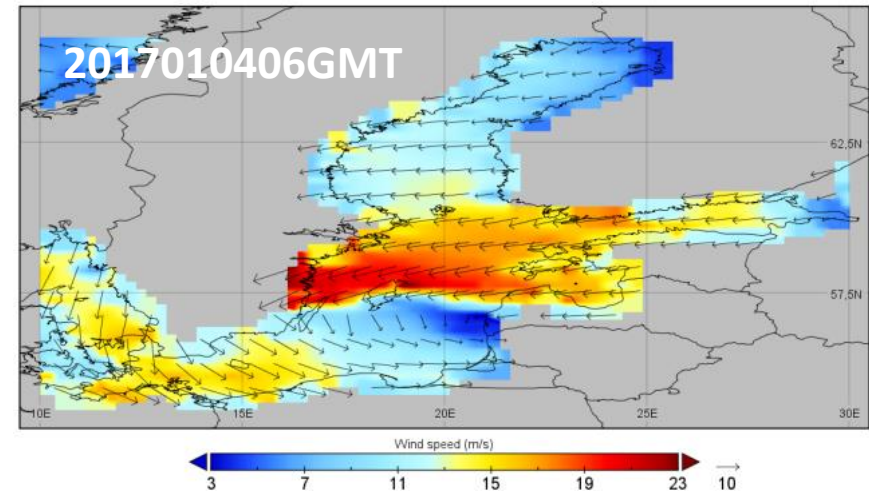 2017010406GMT
62,5N
57,5N
10E 15E 20E 25E 30E
Wind speed (m/s)
3 7 11 15 19 23 10